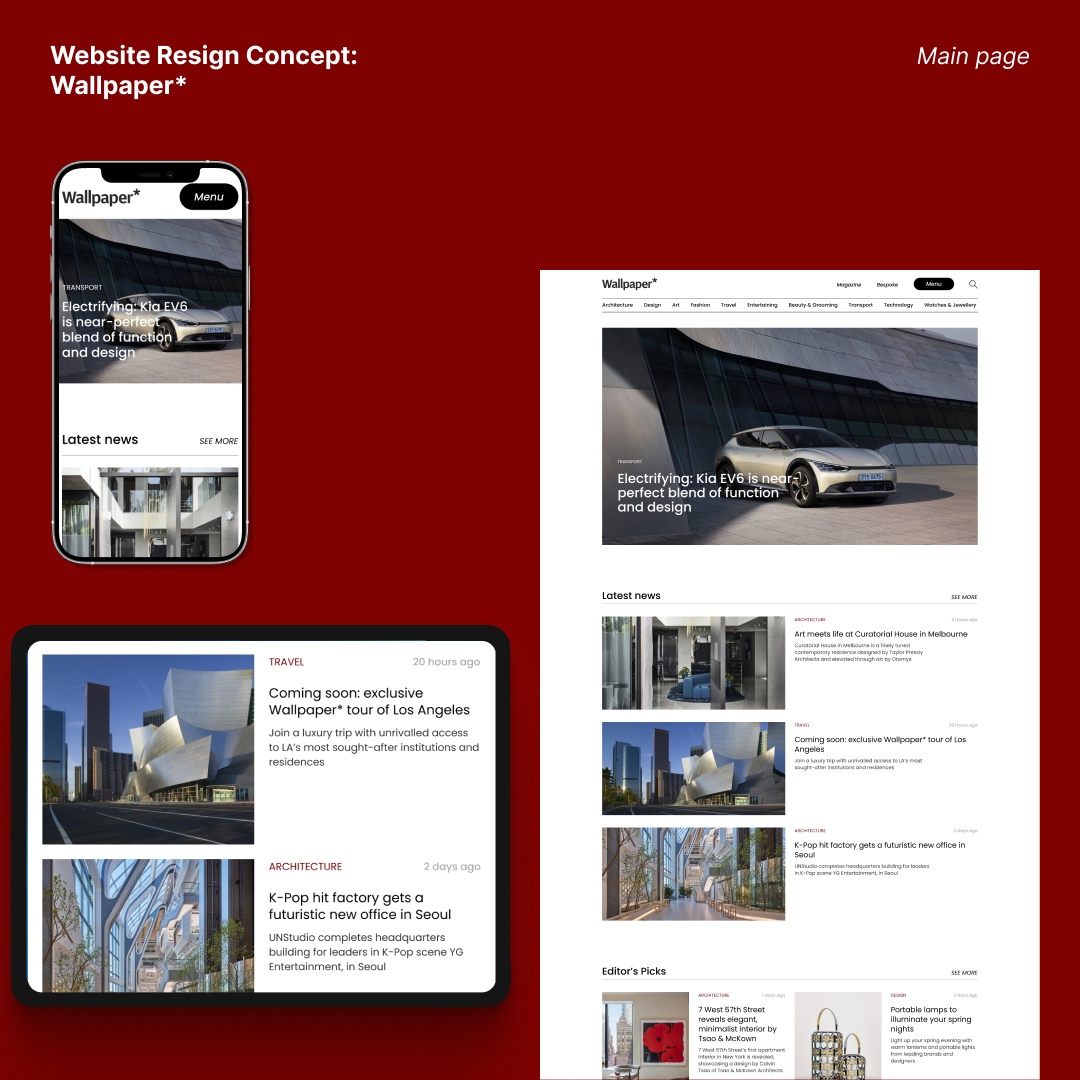 Website Resign Concept:
Wallpaper*
Main page
Wallpaper*
Menu
TRANSPORT
Electrifying: Kia EV6
is near-perfect
blend of function
and design
Latest news
SEE MORE
TRAVEL
20 hours ago
Coming soon: exclusive
Wallpaper* tour of Los Angeles
Join a luxury trip with unrivalled access
to LA's most sought-after institutions and
residences
ARCHITECTURE
2 days ago
K-Pop hit factory gets a
futuristic new office in Seoul
UNStudio completes headquarters
building for leaders in K-Pop scene YG
Entertainment, in Seoul
Wallpaper*
Magazine
Bespoke
Menu
Architecture Design Art Fashion Travel Entertaining Beauty & Grooming Transport Technology Watches & Jewellery
TRANSPORT
Electrifying: Kia EV6 is near-
perfect blend of function
and design
Latest news
SEE MORE
ARCHITECTURE
hours ago
Art meets life at Curatorial House in Melbourne
Curatorial House in Melbourne is a finely tuned
contemporary residence designed by Taylor Pressly
Architects and elevated through art by Otomys
TRAVEL
20 hours ago
Coming soon: exclusive Wallpaper* tour of Los
Angeles
Join a luxury trip with unrivalled access to LA's most
sought-after institutions and residences
ARCHITECTURE
2 days ago
K-Pop hit factory gets a futuristic new office in
Seoul
UNStudio completes headquarters building for leaders
in K-Pop scene YG Entertainment, in Seoul
Editor's Picks
SEE MORE
ARCHITECTURE
days ago
7 West 57th Street
reveals elegant,
minimalist interior by
Tsao & McKown
7 West 57th Street's first apartment
interior in New York is revealed,
showcasing a design by Calvin
Tsao of Tsao & McKown Architects
DESIGN
days ago
Portable lamps to
illuminate your spring
nights
Light up your spring evening with
warm lanterns and portable lights
from leading brands and
designers